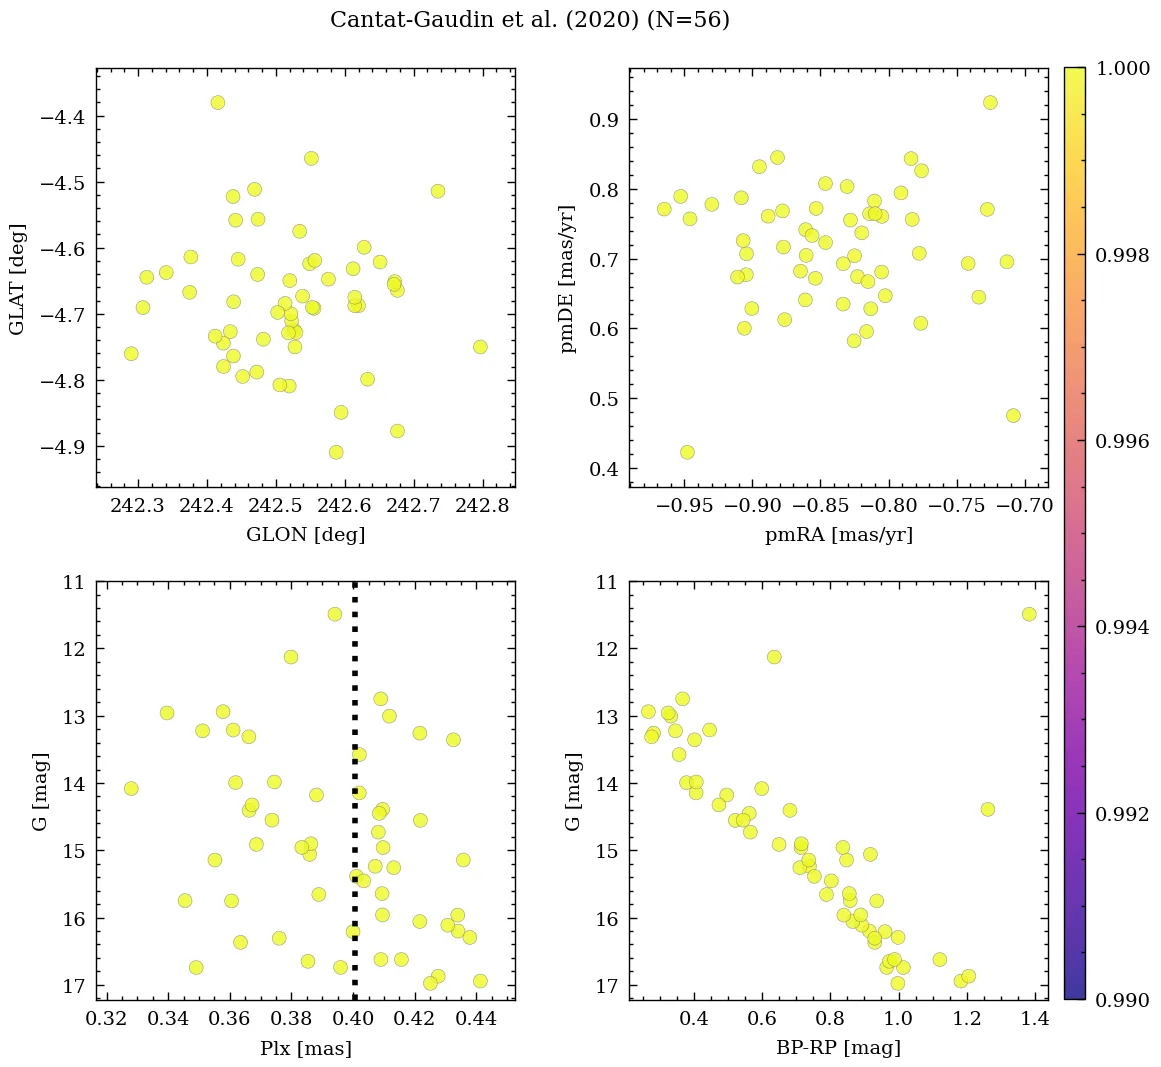 Cantat-Gaudin et al. (2020) (N=56)
GLAT [deg]
−4.4
−4.5
−4.6
−4.7
−4.8
−4.9
242.3 242.4 242.5 242.6 242.7 242.8
GLON [deg]
pmDE [mas/yr]
0.9
0.8
0.7
0.6
0.5
0.4
−0.95 −0.90 −0.85 −0.80 −0.75 −0.70
pmRA [mas/yr]
1.000
0.998
0.996
0.994
0.992
0.990
G [mag]
11
12
13
14
15
16
17
0.32 0.34 0.36 0.38 0.40 0.42 0.44
Plx [mas]
G [mag]
11
12
13
14
15
16
17
0.4 0.6 0.8 1.0 1.2 1.4
BP-RP [mag]